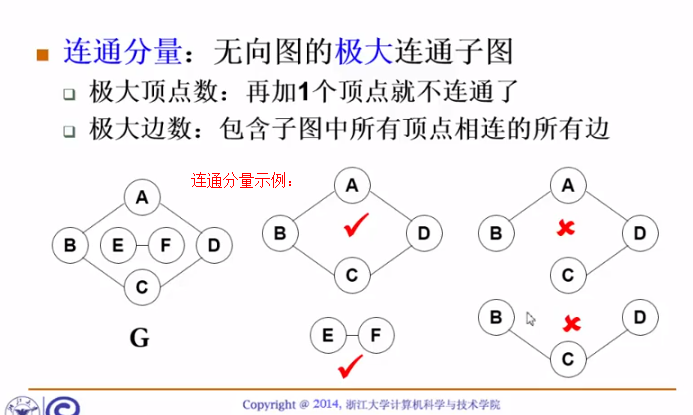 连通分量：无向图的极大连通子图
极大顶点数：再加1个顶点就不连通了
极大边数：包含子图中所有顶点相连的所有边
连通分量示例：
A
B E F D
C
G
A
B D
C
E F
A
B D
C
B D
C
Copyright @ 2014, 浙江大学计算机科学与技术学院